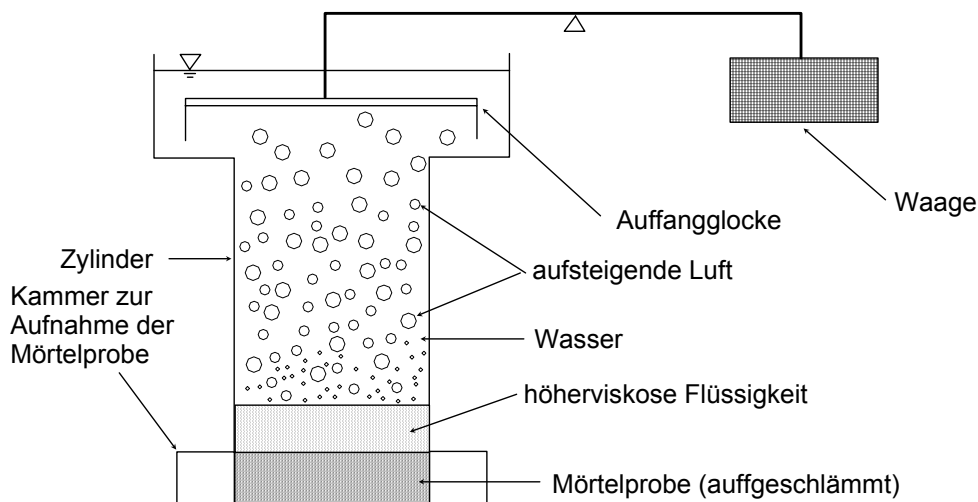 Waage
Auffangglocke
Zylinder
aufsteigende Luft
Kammer zur
Aufnahme der
Mörtelprobe
Wasser
höherviskose Flüssigkeit
Mörtelprobe (auffgeschlämmt)